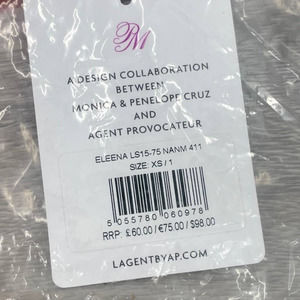 PM
A DESIGN COLLABORATION
BETWEEN
MONICA & PENELOPE CRUZ
AND
AGENT PROVOCATEUR
ELEENA LS15-75 NANM 411
SIZE: XS / 1
5 055780 060978
RRP: £60.00 / €75.00 / $98.00
LAGENTBYAP.COM